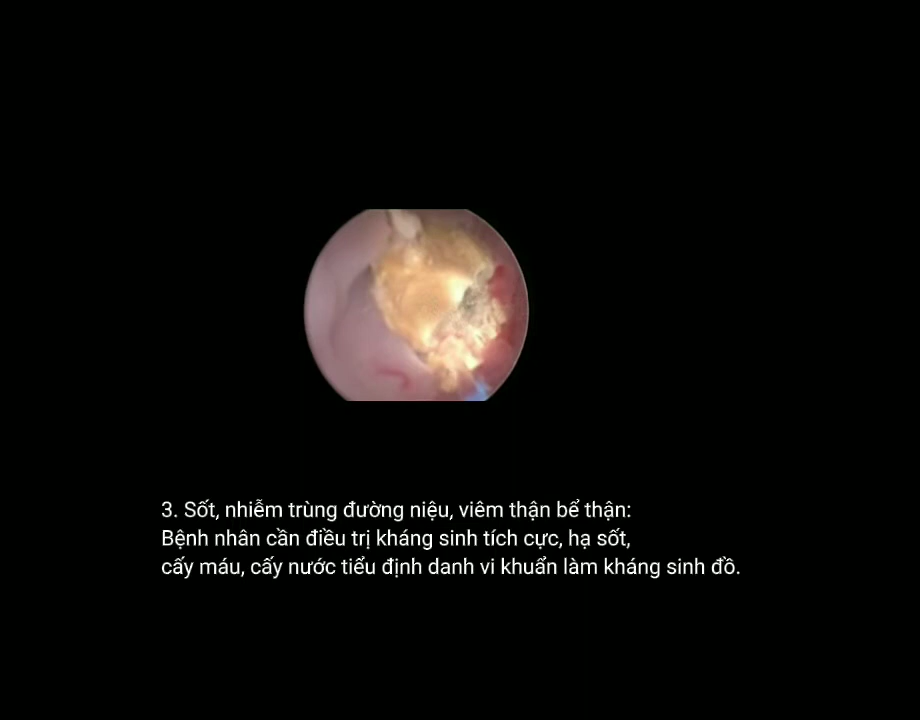 3. Sốt, nhiễm trùng đường niệu, viêm thận bể thận:
Bệnh nhân cần điều trị kháng sinh tích cực, hạ sốt,
cấy máu, cấy nước tiểu định danh vi khuẩn làm kháng sinh đồ.